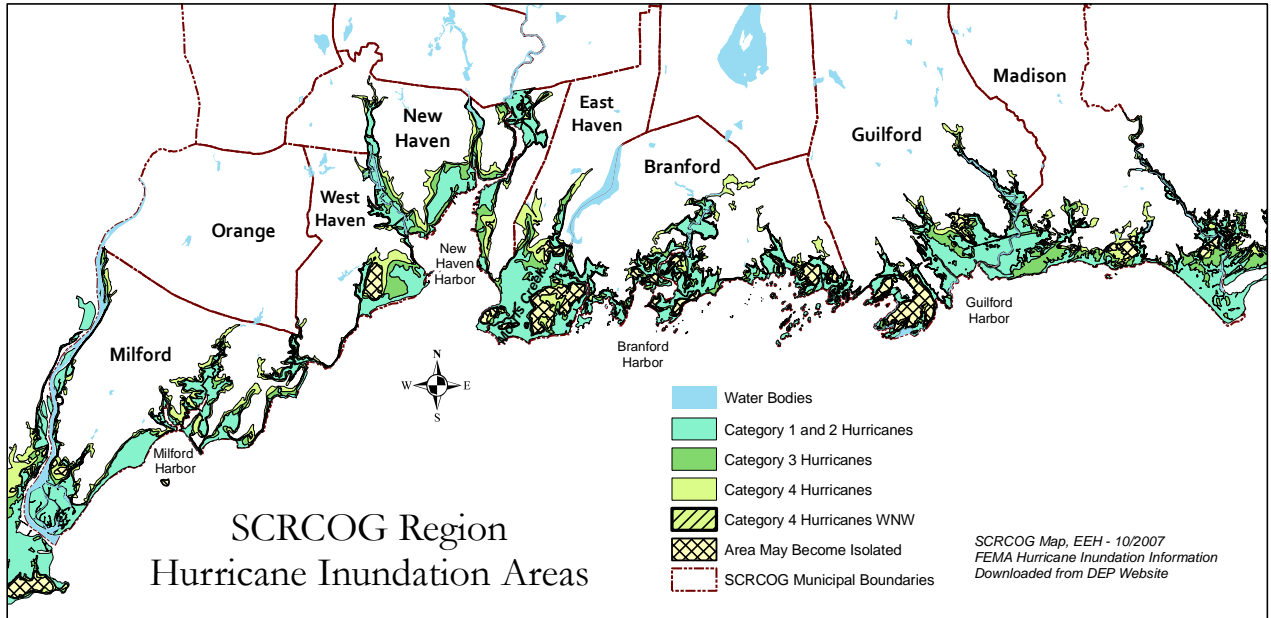 Madison
New
Haven
East
Haven
Guilford
Branford
West
Haven
Orange
New Haven
Harbor
Guilford
Harbor
Branford
Harbor
Milford
Milford
Harbor
N
W E
S
Water Bodies
Category 1 and 2 Hurricanes
Category 3 Hurricanes
Category 4 Hurricanes
Category 4 Hurricanes WNW
Area May Become Isolated
SCRCOG Municipal Boundaries
SCRCOG Region
Hurricane Inundation Areas
SCRCOG Map, EEH - 10/2007
FEMA Hurricane Inundation Information
Downloaded from DEP Website